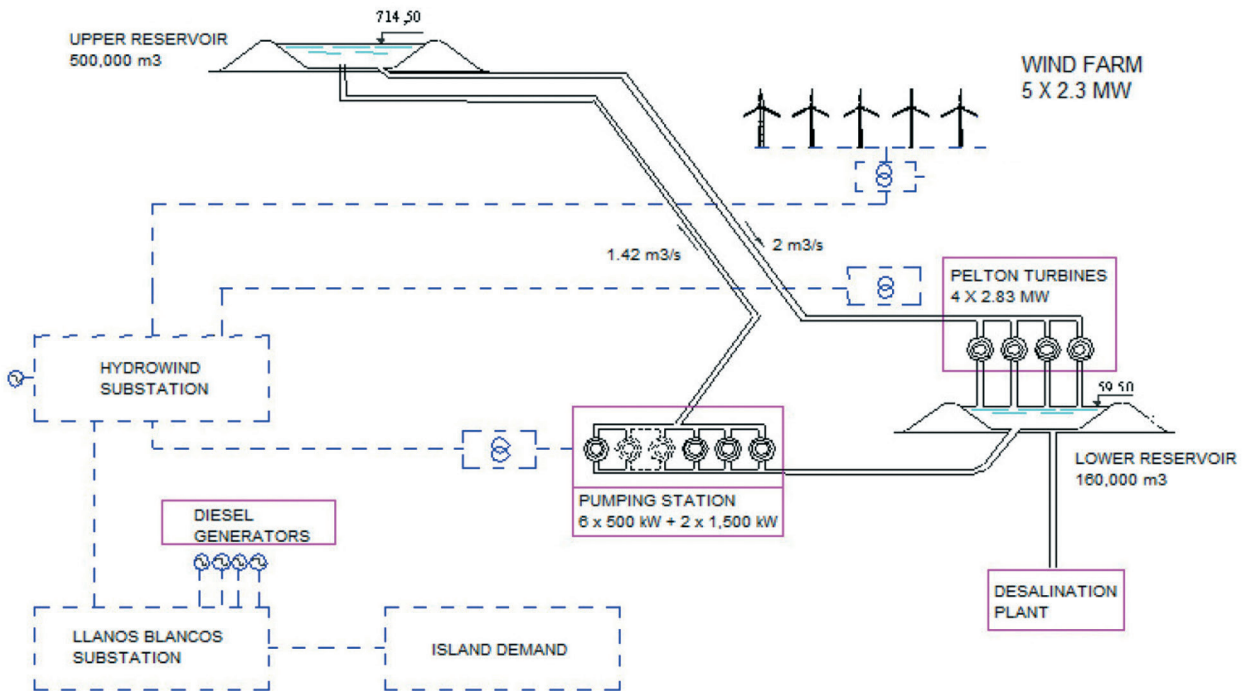 714,50
UPPER RESERVOIR
500,000 m3
WIND FARM
5 X 2.3 MW
1.42 m3/s
2 m3/s
PELTON TURBINES
4 X 2.83 MW
HYDROWIND
SUBSTATION
59.50
LOWER RESERVOIR
160,000 m3
PUMPING STATION
6 x 500 kW + 2 x 1,500 kW
DIESEL
GENERATORS
DESALINATION
PLANT
LLANOS BLANCOS
SUBSTATION
ISLAND DEMAND